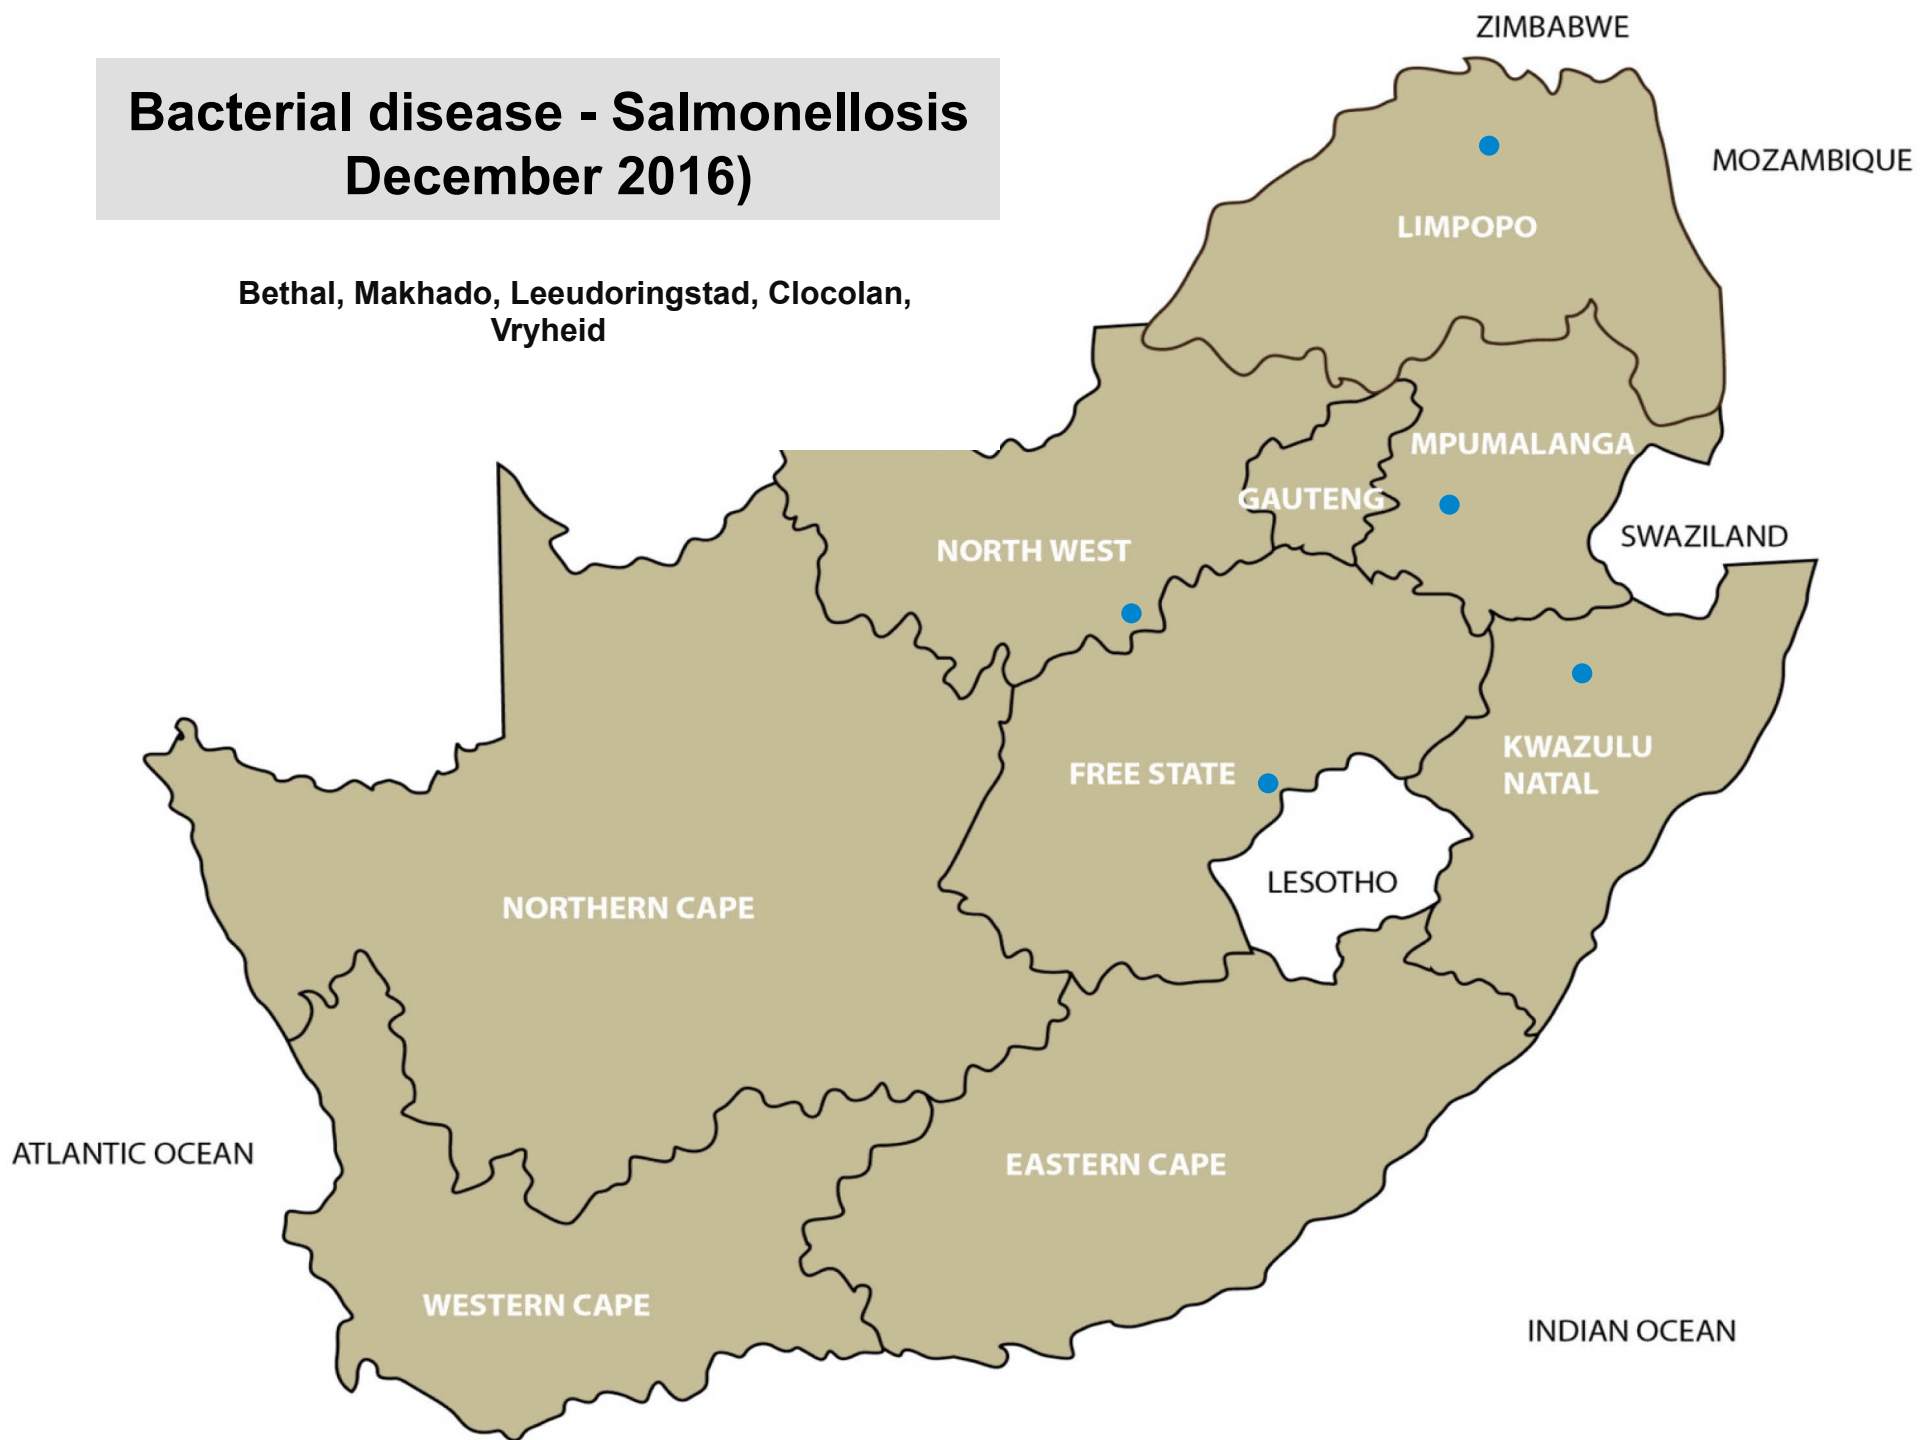 ZIMBABWE
Bacterial disease - Salmonellosis
December 2016)
MOZAMBIQUE
LIMPOPO
Bethal, Makhado, Leeudoringstad, Clocolan,
Vryheid
MPUMALANGA
GAUTENG
SWAZILAND
NORTH WEST
KWAZULU
NATAL
FREE STATE
LESOTHO
NORTHERN CAPE
ATLANTIC OCEAN
EASTERN CAPE
WESTERN CAPE
INDIAN OCEAN